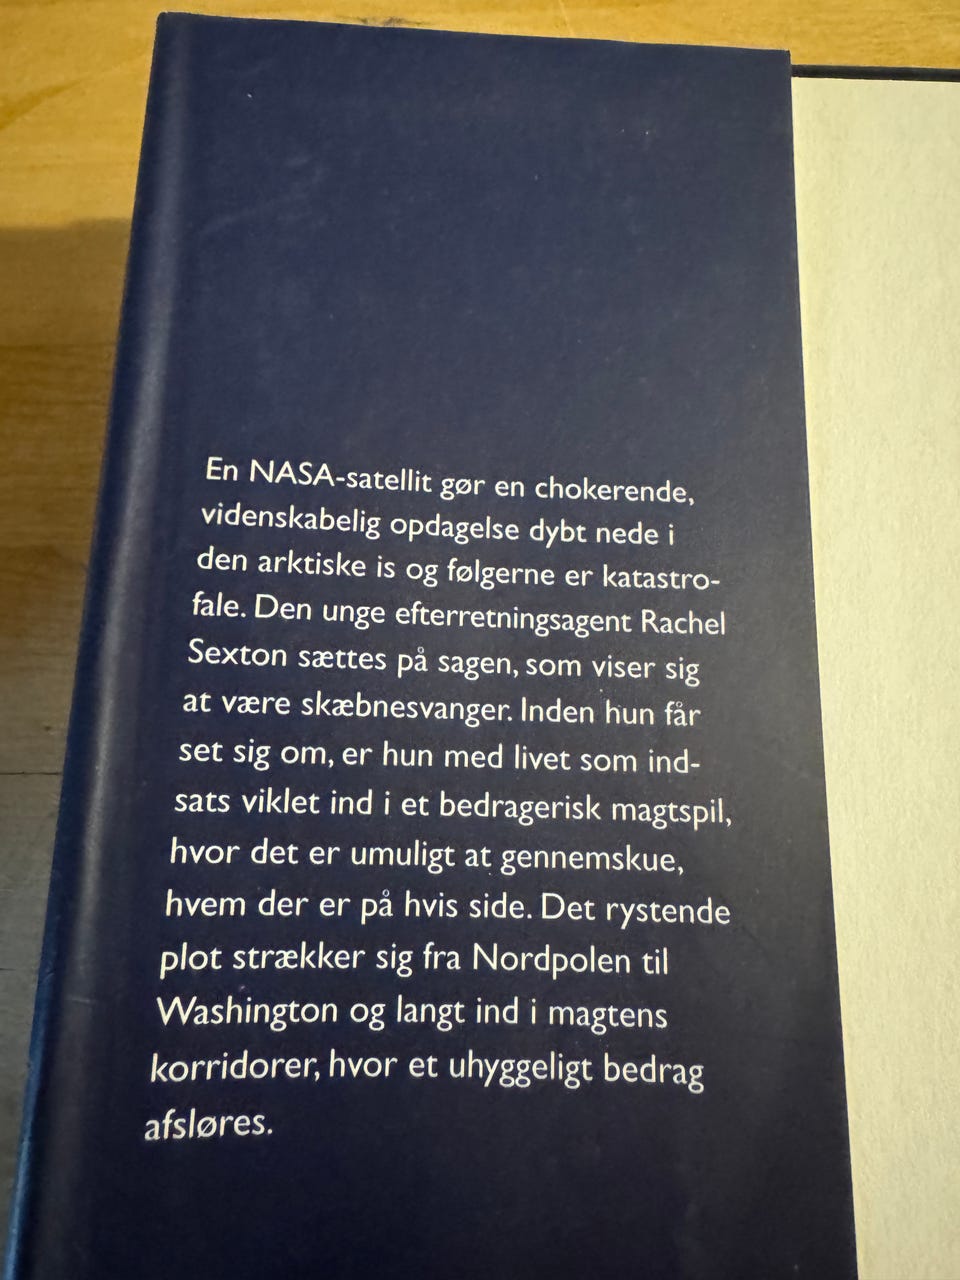 En NASA-satellit gør en chokerende,
videnskabelig opdagelse dybt nede i
den arktiske is og følgerne er katastro-
fale. Den unge efterretningsagent Rachel
Sexton sættes på sagen, som viser sig
at være skæbnesvanger. Inden hun får
set sig om, er hun med livet som ind-
sats viklet ind i et bedragerisk magtspil,
hvor det er umuligt at gennemskue,
hvem der er på hvis side. Det rystende
plot strækker sig fra Nordpolen til
Washington og langt ind i magtens
korridorer, hvor et uhyggeligt bedrag
afsløres.